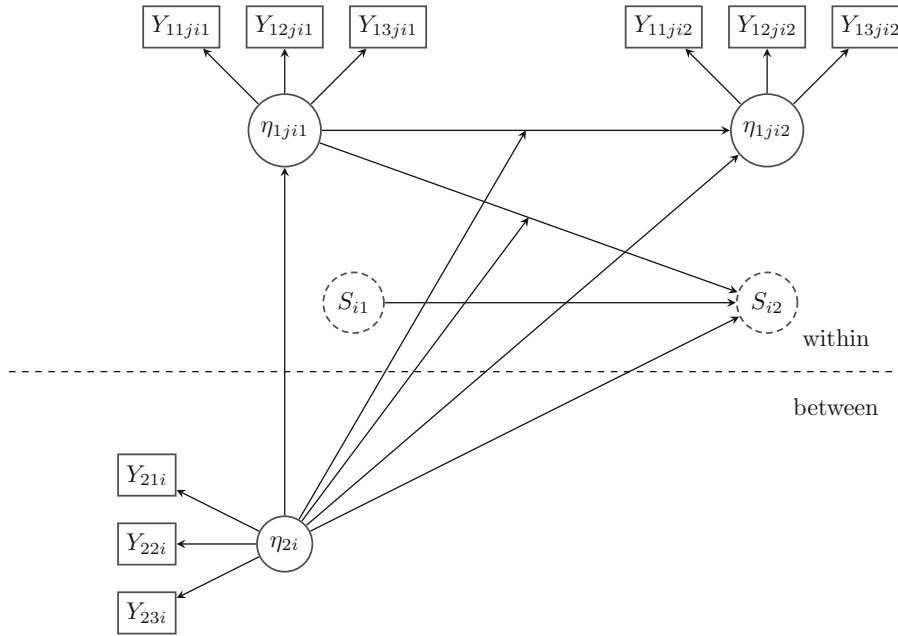 Y₁₁ⱼᵢ₁ Y₁₂ⱼᵢ₁ Y₁₃ⱼᵢ₁ Y₁₁ⱼᵢ₂ Y₁₂ⱼᵢ₂ Y₁₃ⱼᵢ₂
η₁ⱼᵢ₁ η₁ⱼᵢ₂
Sᵢ₁ Sᵢ₂
within
between
Y₂₁ᵢ
Y₂₂ᵢ η₂ᵢ
Y₂₃ᵢ